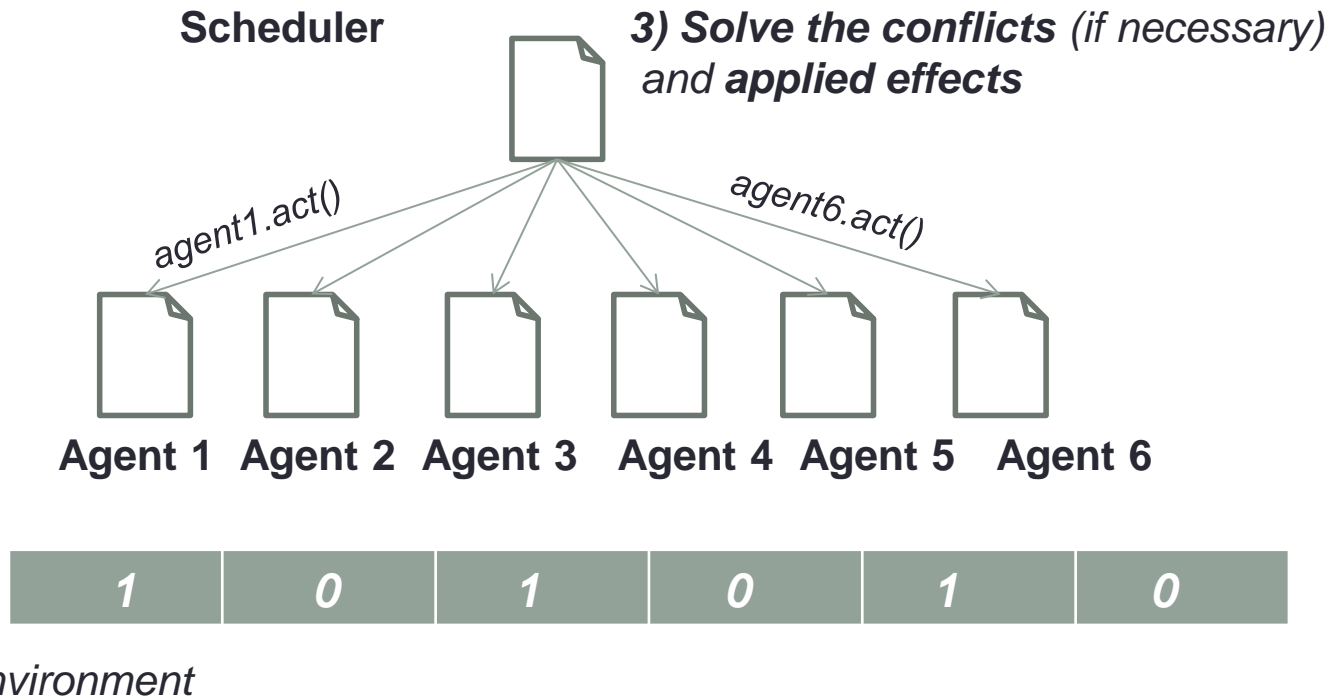 Scheduler
3) Solve the conflicts (if necessary)
and applied effects
agent1.act()
agent6.act()
Agent 1 Agent 2 Agent 3 Agent 4 Agent 5 Agent 6
1 0 1 0 1 0
nvironment